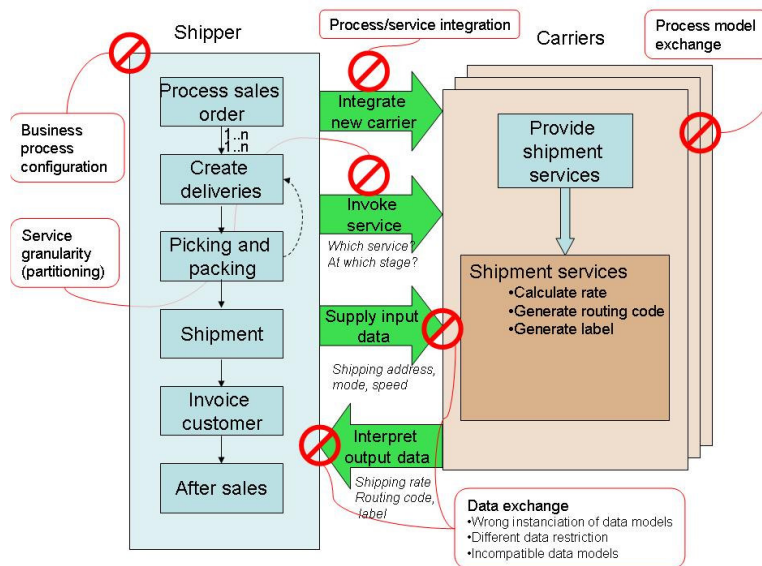 Shipper
Process/service integration
Carriers
Process model
exchange
Business
process
configuration
Service
granularity
(partitioning)
Process sales
order
1..n
1..n
Create
deliveries
Picking and
packing
Shipment
Invoice
customer
After sales
Integrate
new carrier
Invoke
service
Which service?
At which stage?
Supply input
data
Shipping address,
mode, speed
Interpret
output data
Shipping rate
Routing code,
label
Provide
shipment
services
Shipment services
•Calculate rate
•Generate routing code
•Generate label
Data exchange
•Wrong instanciation of data models
•Different data restriction
•Incompatible data models